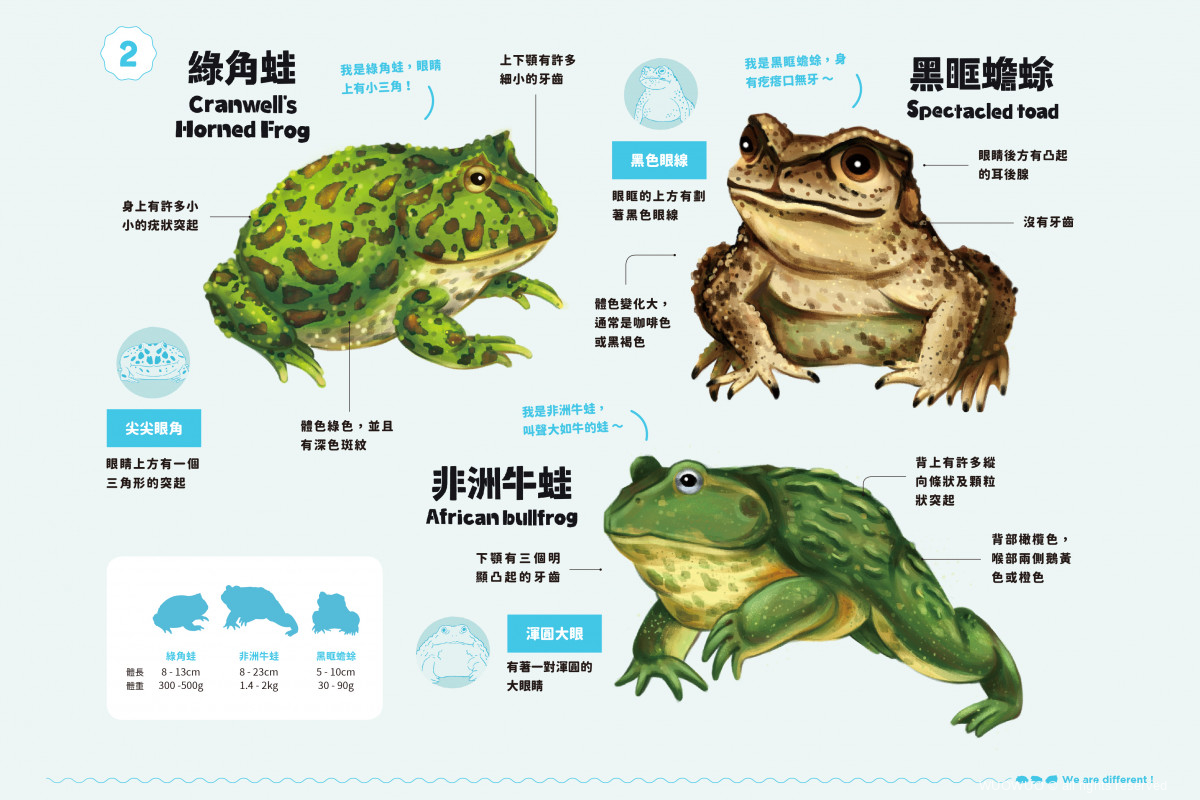 2
綠角蛙
Cranwell's
Horned Frog
我是綠角蛙，眼睛
上有小三角！
上下顎有許多
細小的牙齒
身上有許多小
小的疣狀突起
尖尖眼角
眼睛上方有一個
三角形的突起
體色綠色，並且
有深色斑紋
黑眶蟾蜍
Spectacled toad
我是黑眶蟾蜍，身
有疙瘩口無牙～
黑色眼線
眼眶的上方有劃
著黑色眼線
眼睛後方有凸起
的耳後腺
沒有牙齒
體色變化大，
通常是咖啡色
或黑褐色
非洲牛蛙
African bullfrog
我是非洲牛蛙，
叫聲大如牛的蛙～
下顎有三個明
顯凸起的牙齒
渾圓大眼
有著一對渾圓的
大眼睛
背上有許多縱
向條狀及顆粒
狀突起
背部橄欖色，
喉部兩側鵝黃
色或橙色
綠角蛙 非洲牛蛙 黑眶蟾蜍
體長 8 - 13cm 8 - 23cm 5 - 10cm
體重 300 -500g 1.4 - 2kg 30 - 90g
We are different !
WOOWOO © all rights reserved